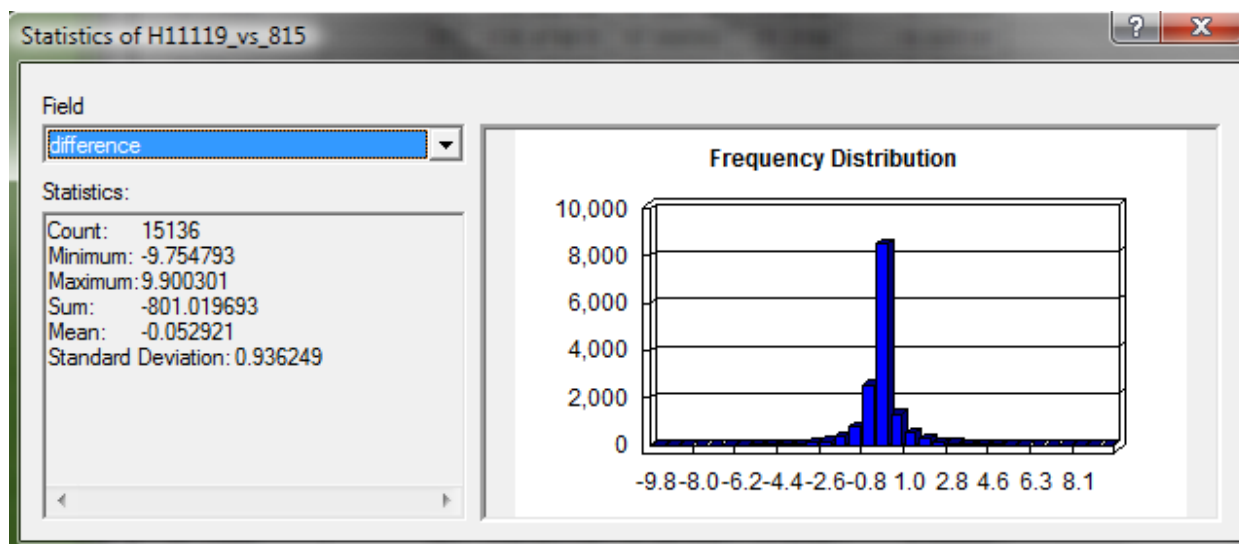 Statistics of H11119_vs_815
?
X
Field
difference
Statistics:
Count: 15136
Minimum: -9.754793
Maximum: 9.900301
Sum: -801.019693
Mean: -0.052921
Standard Deviation: 0.936249
Frequency Distribution
10,000
8,000
6,000
4,000
2,000
0
-9.8 -8.0 -6.2 -4.4 -2.6 -0.8 1.0 2.8 4.6 6.3 8.1